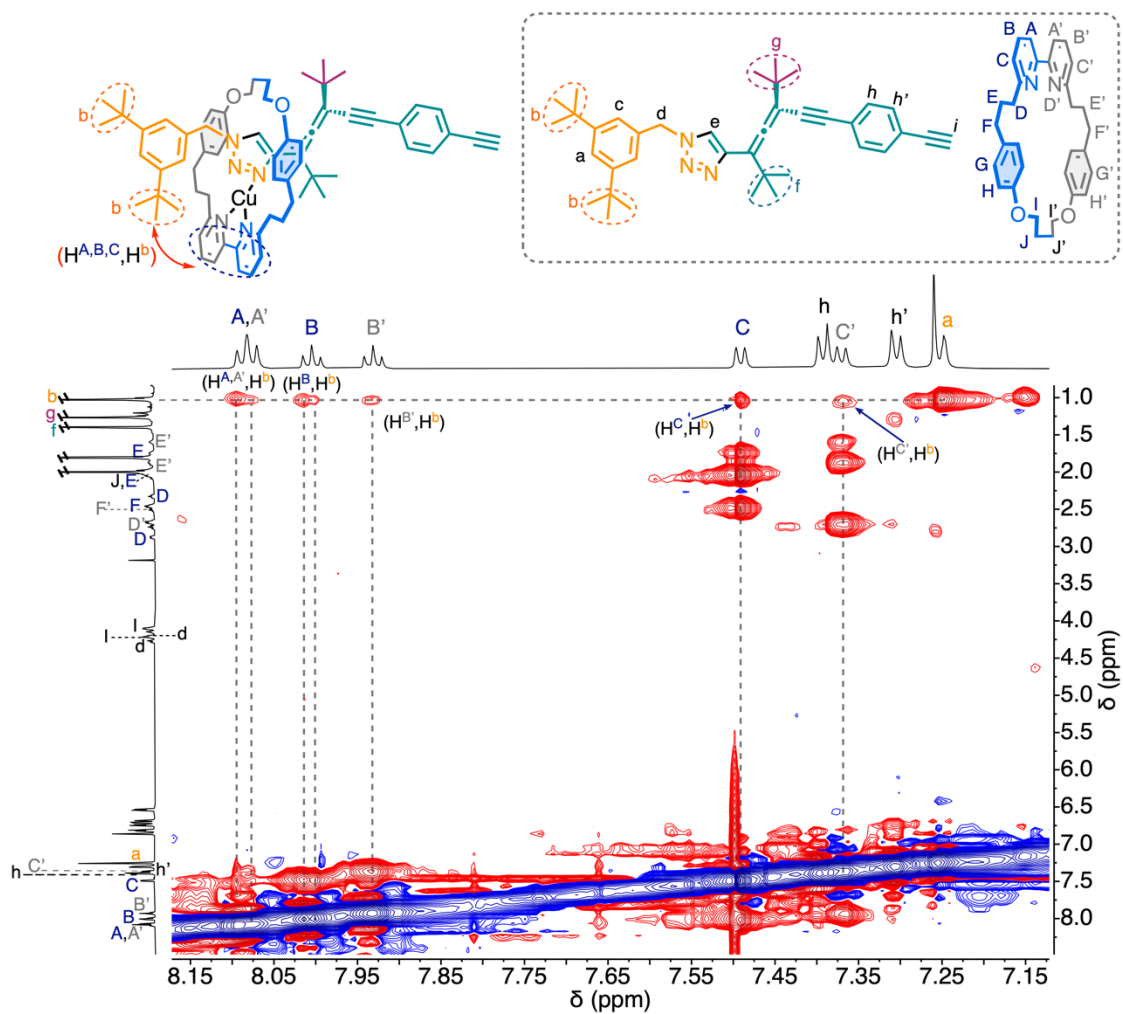 g
B A A' B'
C C'
N N
E D D' E'
F F'
G G'
H H'
O O
I I'
J J'
b c d e h h' i
a N N N
b f
O O
b N N N
Cu
b N N
(H^A,B,C,H^b)
A,A' B B' C h C' h' a
(H^A,A',H^b) (H^B,H^b)
(H^B',H^b)
(H^C,H^b)
(H^C',H^b)
b
g
f
E'
E
E'
J,E
D
F' F
D'
D
I
I d
d
a
C' h'
h
C
B'
B
A,A'
1.0
1.5
2.0
2.5
3.0
3.5
4.0
4.5
5.0
5.5
6.0
6.5
7.0
7.5
8.0
δ (ppm)
8.15 8.05 7.95 7.85 7.75 7.65 7.55 7.45 7.35 7.25 7.15
δ (ppm)